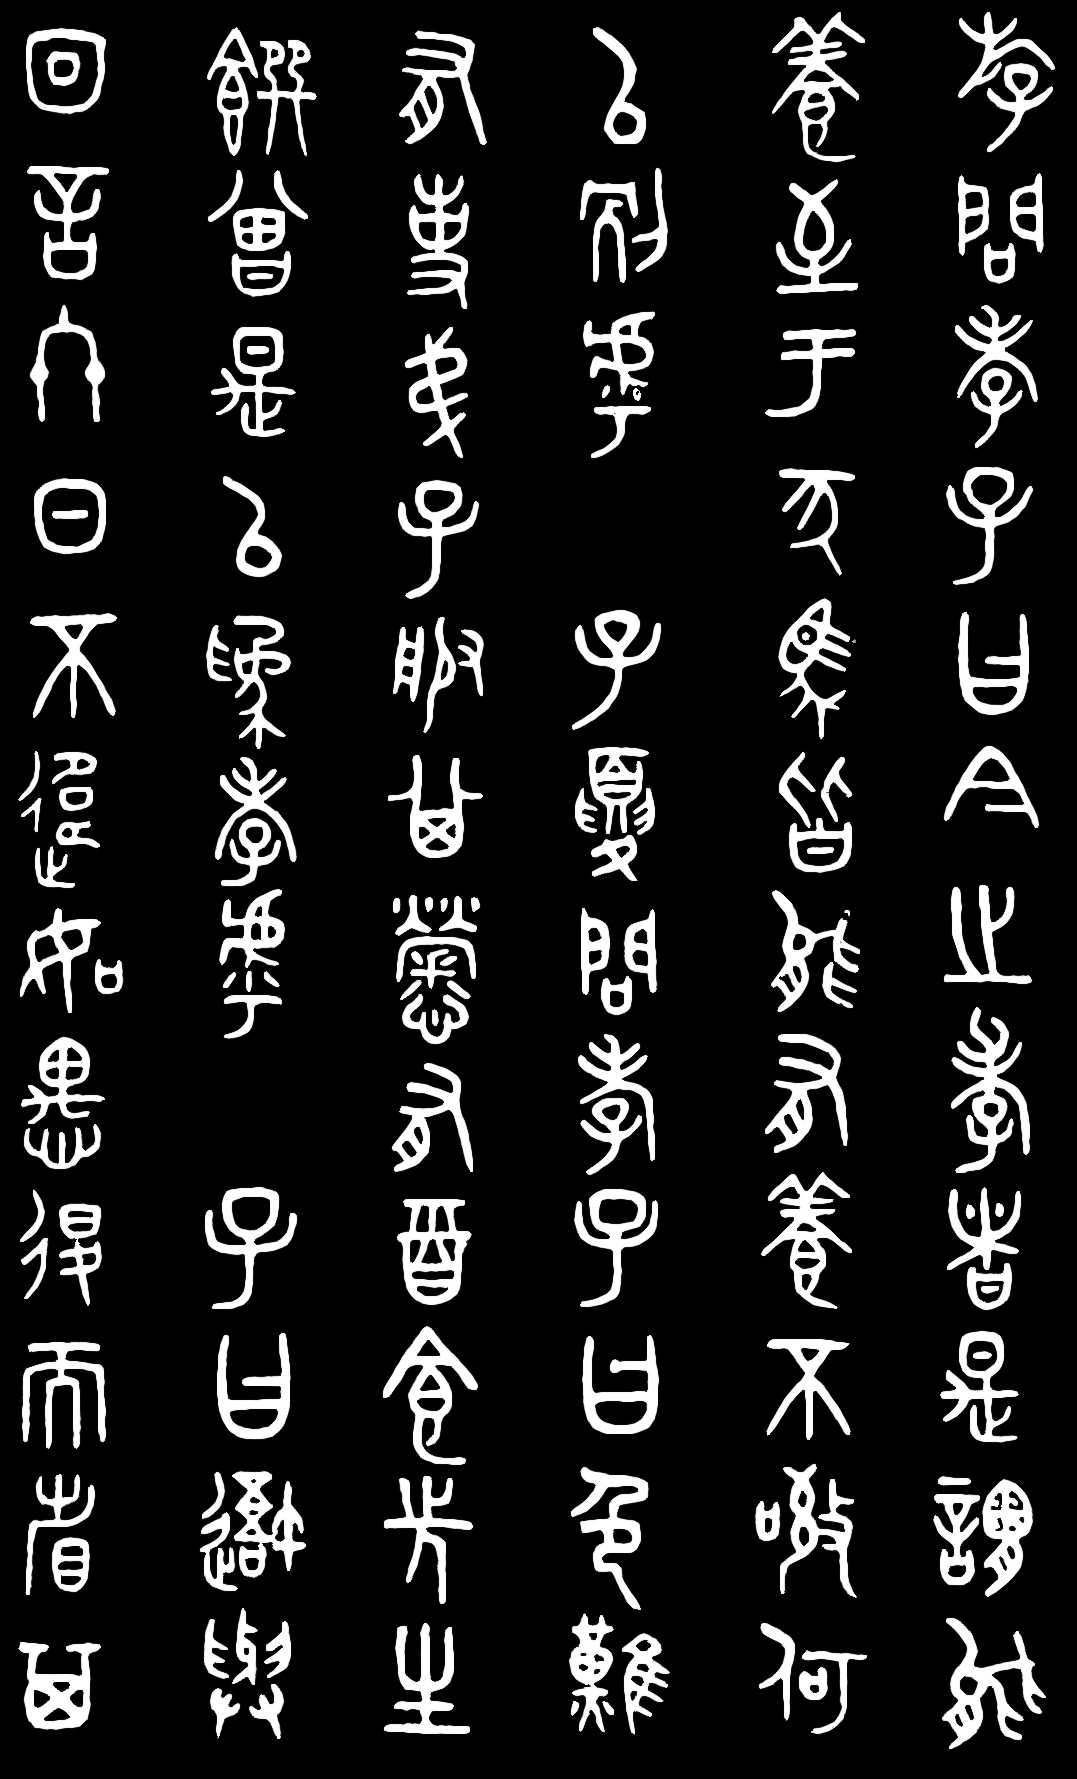 斿問孝子曰今之孝者是謂能
養至于犬馬皆能有養不敬何
以別乎 子夏問孝子曰色難
有事弟子服其勞有酒食先生
饌曾是以爲孝乎 子曰吾與
回言終日不違如愚退而省其